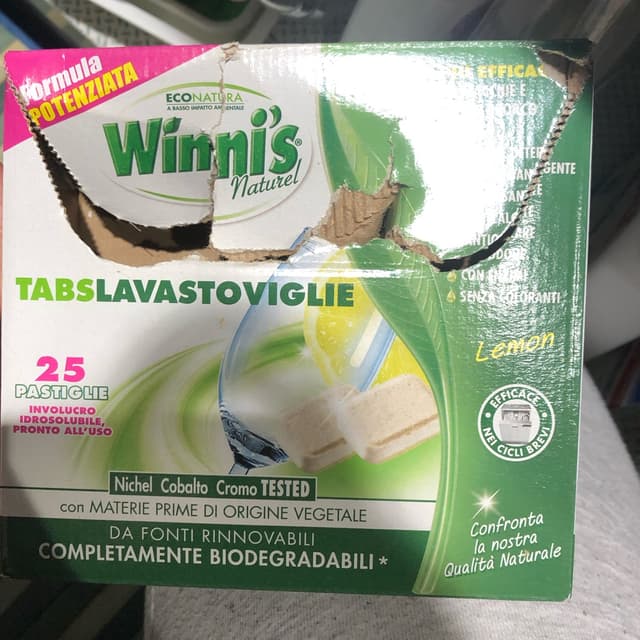 Formula
POTENZIATA
ECONATURA
A BASSO IMPATTO AMBIENTALE
Winni's®
Naturel
TABSLAVASTOVIGLIE
25
PASTIGLIE
INVOLUCRO
IDROSOLUBILE,
PRONTO ALL'USO
SENZA COLORANTI
Lemon
EFFICACE
NEI CICLI BREVI
Nichel Cobalto Cromo TESTED
con MATERIE PRIME DI ORIGINE VEGETALE
DA FONTI RINNOVABILI
COMPLETAMENTE BIODEGRADABILI*
Confronta
la nostra
Qualità Naturale